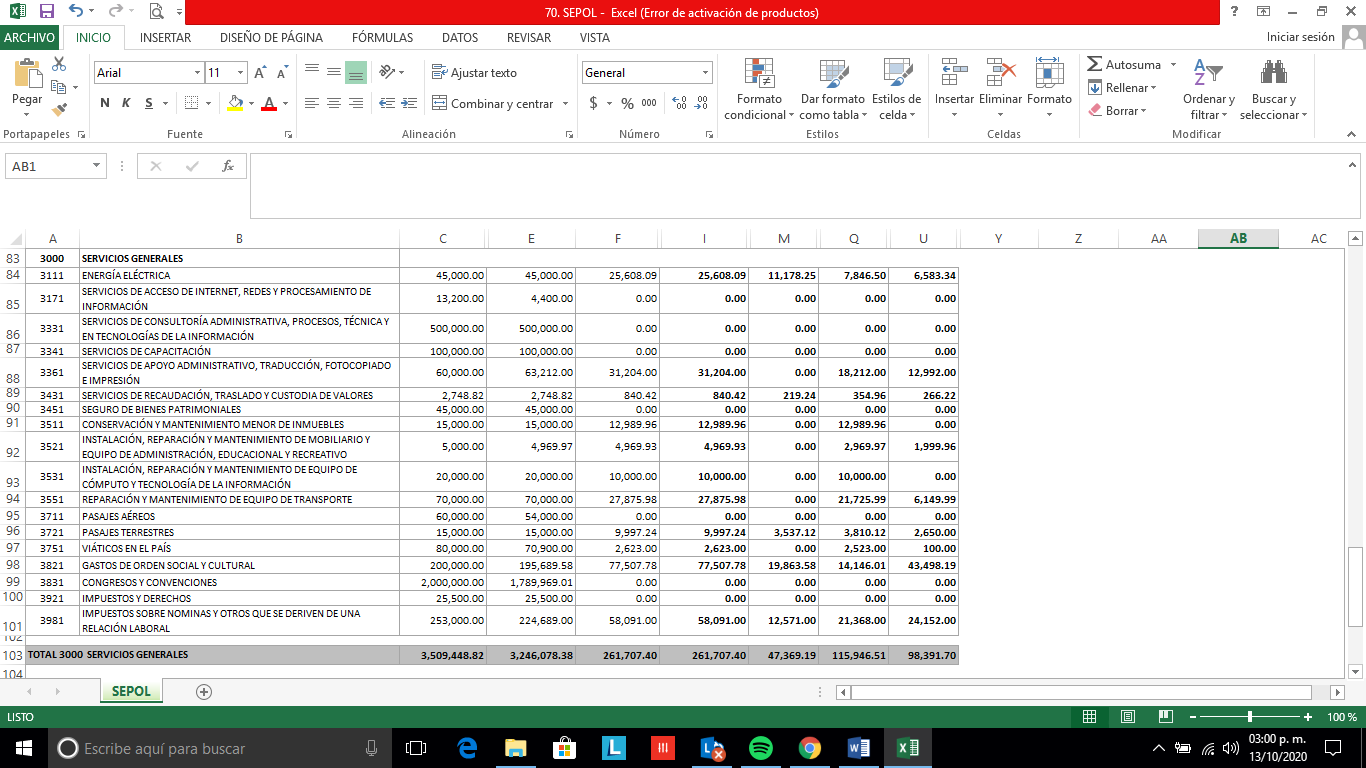 70. SEPOL - Excel (Error de activación de productos)
ARCHIVO INICIO INSERTAR DISEÑO DE PÁGINA FÓRMULAS DATOS REVISAR VISTA Iniciar sesión
Pegar
Portapapeles
Arial 11
N K S
Fuente
Ajustar texto
Combinar y centrar
Alineación
General
$ % 000
Número
Formato condicional
Dar formato como tabla
Estilos de celda
Estilos
Insertar Eliminar Formato
Celdas
Autosuma
Rellenar
Borrar
Ordenar y filtrar
Buscar y seleccionar
Modificar
AB1 fx
A B C E F I M Q U Y Z AA AB AC
83 3000 SERVICIOS GENERALES
84 3111 ENERGÍA ELÉCTRICA 45,000.00 45,000.00 25,608.09 25,608.09 11,178.25 7,846.50 6,583.34
85 3171 SERVICIOS DE ACCESO DE INTERNET, REDES Y PROCESAMIENTO DE
INFORMACIÓN 13,200.00 4,400.00 0.00 0.00 0.00 0.00 0.00
86 3331 SERVICIOS DE CONSULTORÍA ADMINISTRATIVA, PROCESOS, TÉCNICA Y
EN TECNOLOGÍAS DE LA INFORMACIÓN 500,000.00 500,000.00 0.00 0.00 0.00 0.00 0.00
87 3341 SERVICIOS DE CAPACITACIÓN 100,000.00 100,000.00 0.00 0.00 0.00 0.00 0.00
88 3361 SERVICIOS DE APOYO ADMINISTRATIVO, TRADUCCIÓN, FOTOCOPIADO
E IMPRESIÓN 60,000.00 63,212.00 31,204.00 31,204.00 0.00 18,212.00 12,992.00
89 3431 SERVICIOS DE RECAUDACIÓN, TRASLADO Y CUSTODIA DE VALORES 2,748.82 2,748.82 840.42 840.42 219.24 354.96 266.22
90 3451 SEGURO DE BIENES PATRIMONIALES 45,000.00 45,000.00 0.00 0.00 0.00 0.00 0.00
91 3511 CONSERVACIÓN Y MANTENIMIENTO MENOR DE INMUEBLES 15,000.00 15,000.00 12,989.96 12,989.96 0.00 12,989.96 0.00
92 3521 INSTALACIÓN, REPARACIÓN Y MANTENIMIENTO DE MOBILIARIO Y
EQUIPO DE ADMINISTRACIÓN, EDUCACIONAL Y RECREATIVO 5,000.00 4,969.97 4,969.93 4,969.93 0.00 2,969.97 1,999.96
93 3531 INSTALACIÓN, REPARACIÓN Y MANTENIMIENTO DE EQUIPO DE
CÓMPUTO Y TECNOLOGÍA DE LA INFORMACIÓN 20,000.00 20,000.00 10,000.00 10,000.00 0.00 10,000.00 0.00
94 3551 REPARACIÓN Y MANTENIMIENTO DE EQUIPO DE TRANSPORTE 70,000.00 70,000.00 27,875.98 27,875.98 0.00 21,725.99 6,149.99
95 3711 PASAJES AÉREOS 60,000.00 54,000.00 0.00 0.00 0.00 0.00 0.00
96 3721 PASAJES TERRESTRES 15,000.00 15,000.00 9,997.24 9,997.24 3,537.12 3,810.12 2,650.00
97 3751 VIÁTICOS EN EL PAÍS 80,000.00 70,900.00 2,623.00 2,623.00 0.00 2,523.00 100.00
98 3821 GASTOS DE ORDEN SOCIAL Y CULTURAL 200,000.00 195,689.58 77,507.78 77,507.78 19,863.58 14,146.01 43,498.19
99 3831 CONGRESOS Y CONVENCIONES 2,000,000.00 1,789,969.01 0.00 0.00 0.00 0.00 0.00
100 3921 IMPUESTOS Y DERECHOS 25,500.00 25,500.00 0.00 0.00 0.00 0.00 0.00
101 3981 IMPUESTOS SOBRE NOMINAS Y OTROS QUE SE DERIVEN DE UNA
RELACIÓN LABORAL 253,000.00 224,689.00 58,091.00 58,091.00 12,571.00 21,368.00 24,152.00
102
103 TOTAL 3000 SERVICIOS GENERALES 3,509,448.82 3,246,078.38 261,707.40 261,707.40 47,369.19 115,946.51 98,391.70
104
SEPOL
LISTO 100 %
Escribe aquí para buscar
03:00 p. m.
13/10/2020